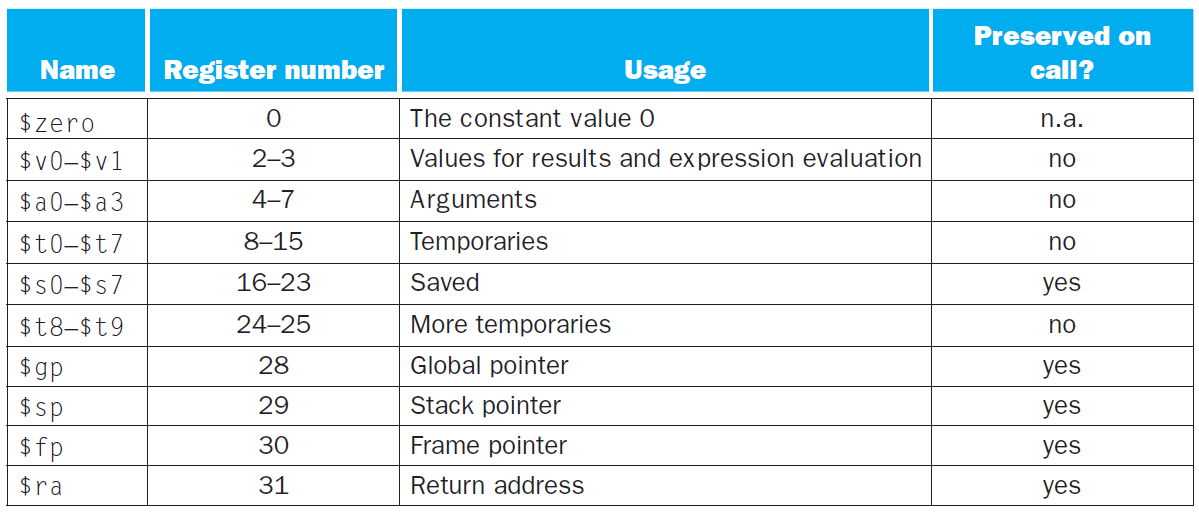 Name Register number Usage Preserved on call?
$zero 0 The constant value 0 n.a.
$v0–$v1 2–3 Values for results and expression evaluation no
$a0–$a3 4–7 Arguments no
$t0–$t7 8–15 Temporaries no
$s0–$s7 16–23 Saved yes
$t8–$t9 24–25 More temporaries no
$gp 28 Global pointer yes
$sp 29 Stack pointer yes
$fp 30 Frame pointer yes
$ra 31 Return address yes